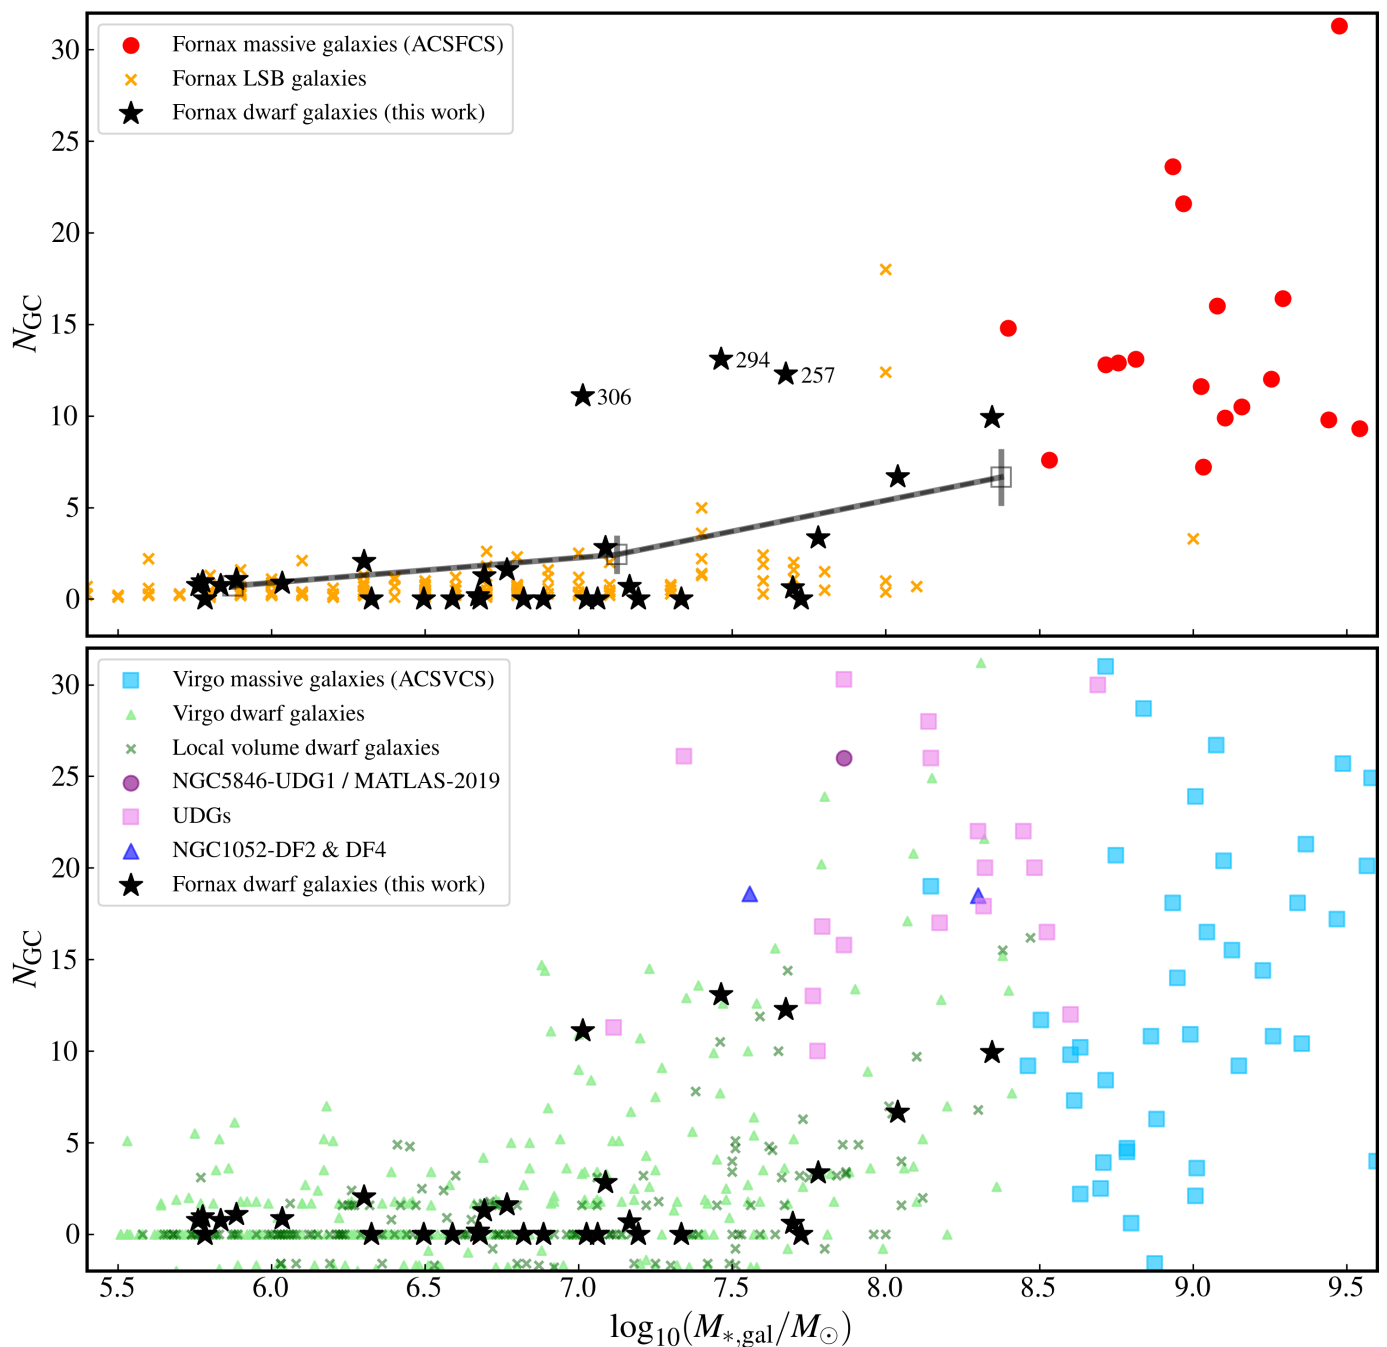 30
25
20
15
10
5
0
N_GC
Fornax massive galaxies (ACSFCS)
Fornax LSB galaxies
Fornax dwarf galaxies (this work)
294
257
306
30
25
20
15
10
5
0
N_GC
Virgo massive galaxies (ACSVCS)
Virgo dwarf galaxies
Local volume dwarf galaxies
NGC5846-UDG1 / MATLAS-2019
UDGs
NGC1052-DF2 & DF4
Fornax dwarf galaxies (this work)
5.5 6.0 6.5 7.0 7.5 8.0 8.5 9.0 9.5
log₁₀(M_{*,gal}/M_⊙)